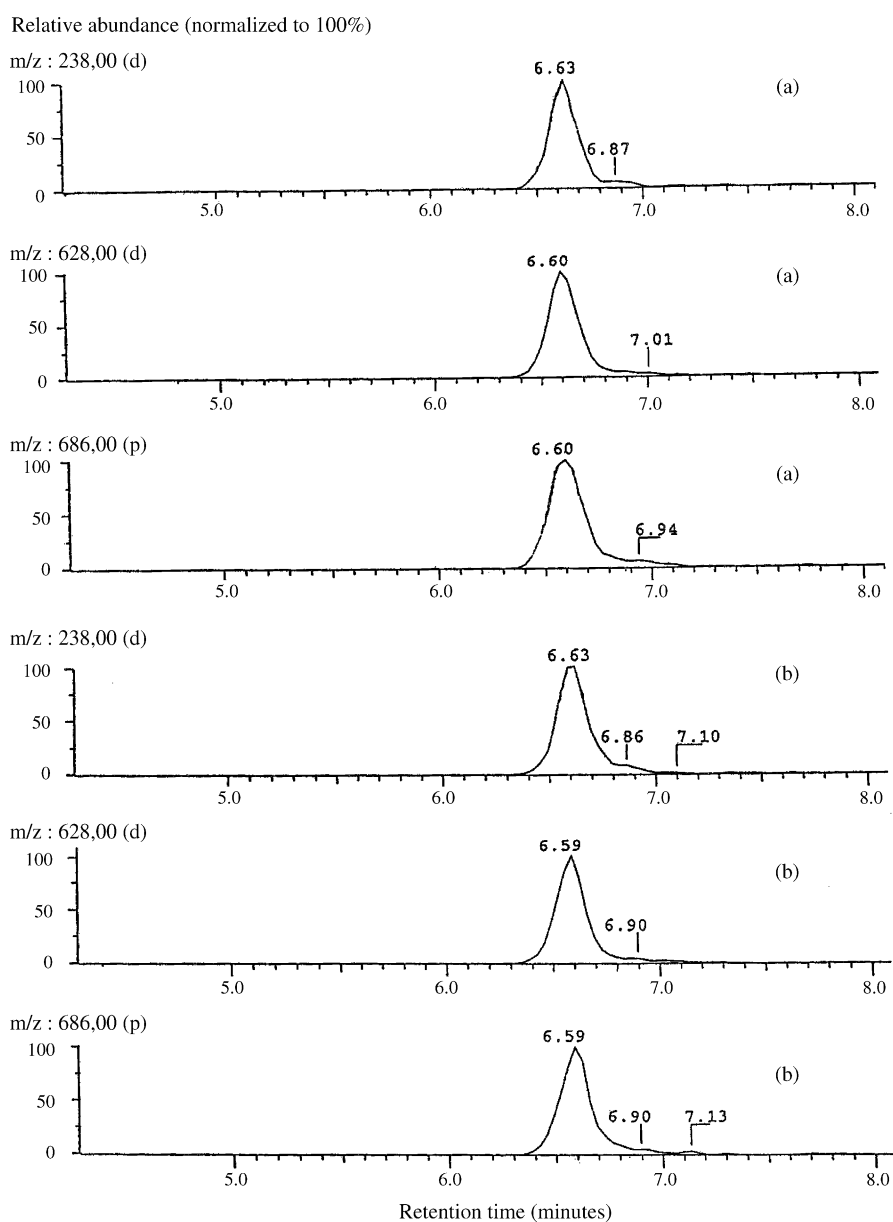 Relative abundance (normalized to 100%)
m/z : 238,00 (d)
6.63
100
(a)
50
6.87
0
5.0 6.0 7.0 8.0
m/z : 628,00 (d)
6.60
100
(a)
50
7.01
0
5.0 6.0 7.0 8.0
m/z : 686,00 (p)
6.60
100
(a)
50
6.94
0
5.0 6.0 7.0 8.0
m/z : 238,00 (d)
6.63
100
(b)
50
6.86 7.10
0
5.0 6.0 7.0 8.0
m/z : 628,00 (d)
6.59
100
(b)
50
6.90
0
5.0 6.0 7.0 8.0
m/z : 686,00 (p)
6.59
100
(b)
50
6.90 7.13
0
5.0 6.0 7.0 8.0
Retention time (minutes)